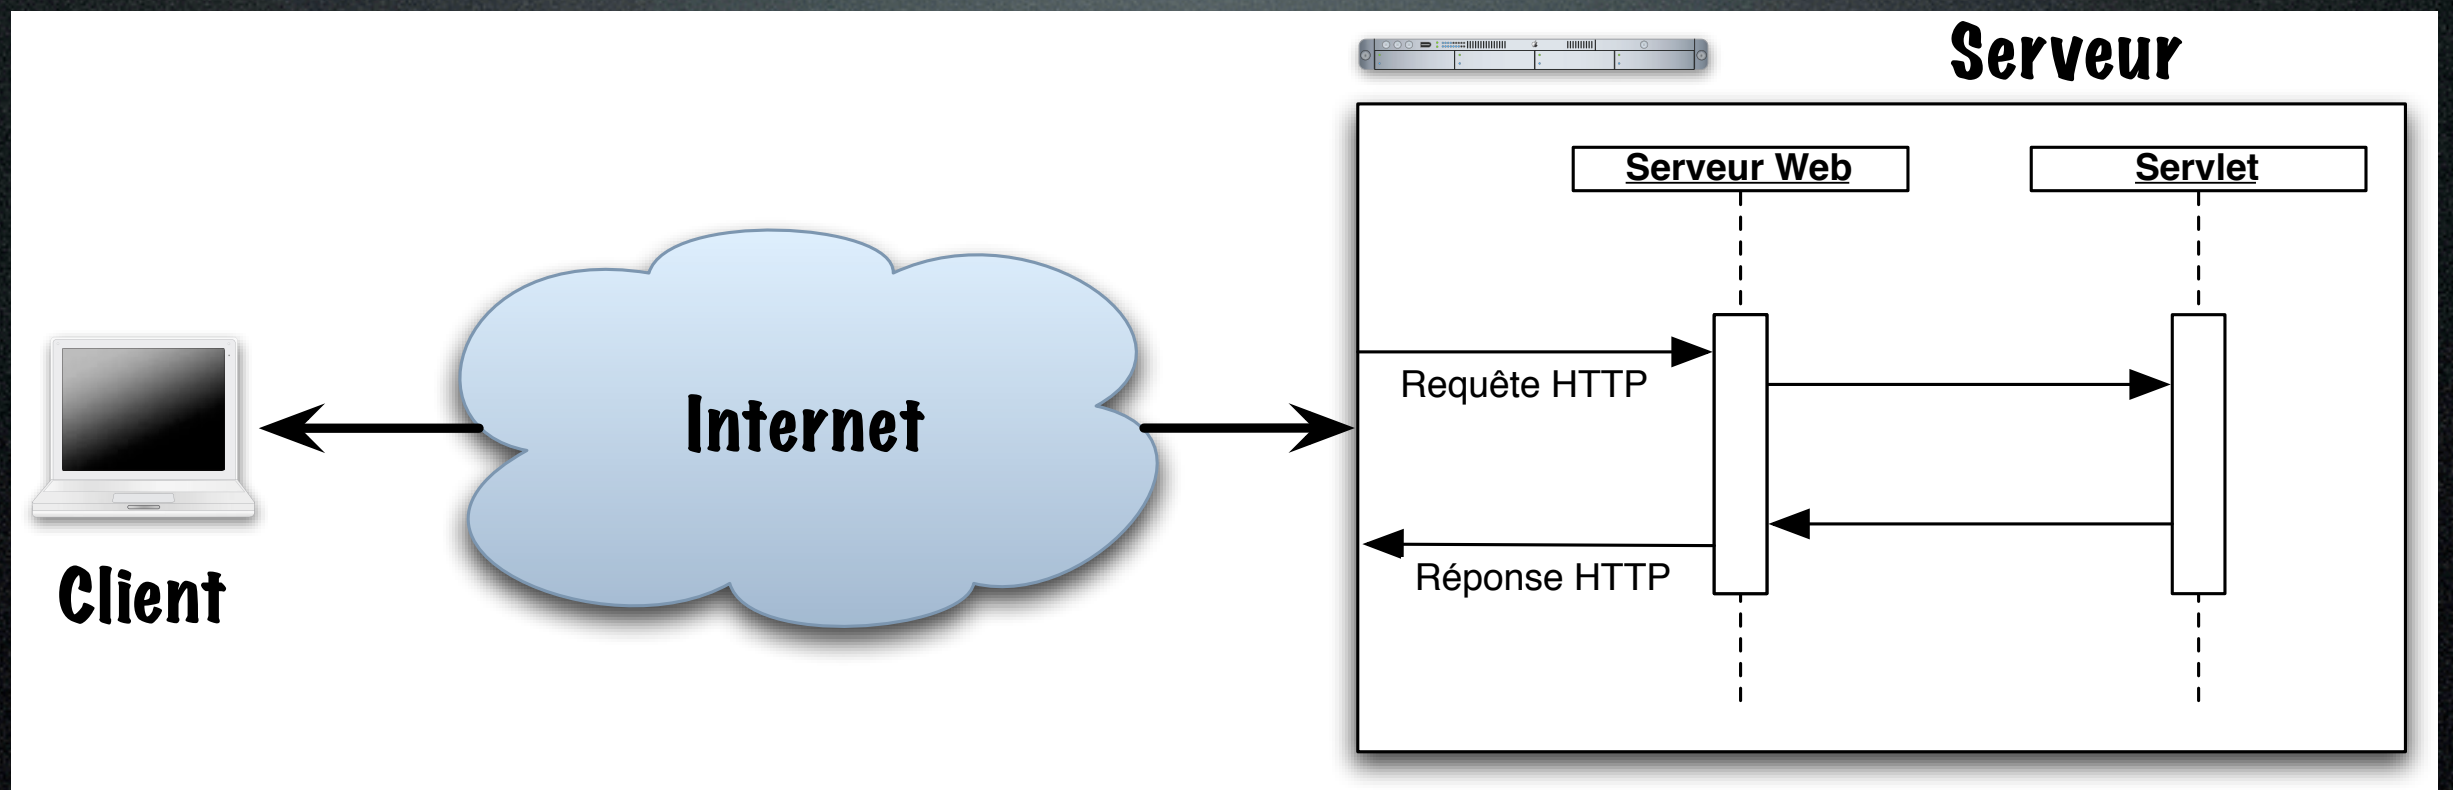 Serveur
Serveur Web
Servlet
Requête HTTP
Internet
Réponse HTTP
Client